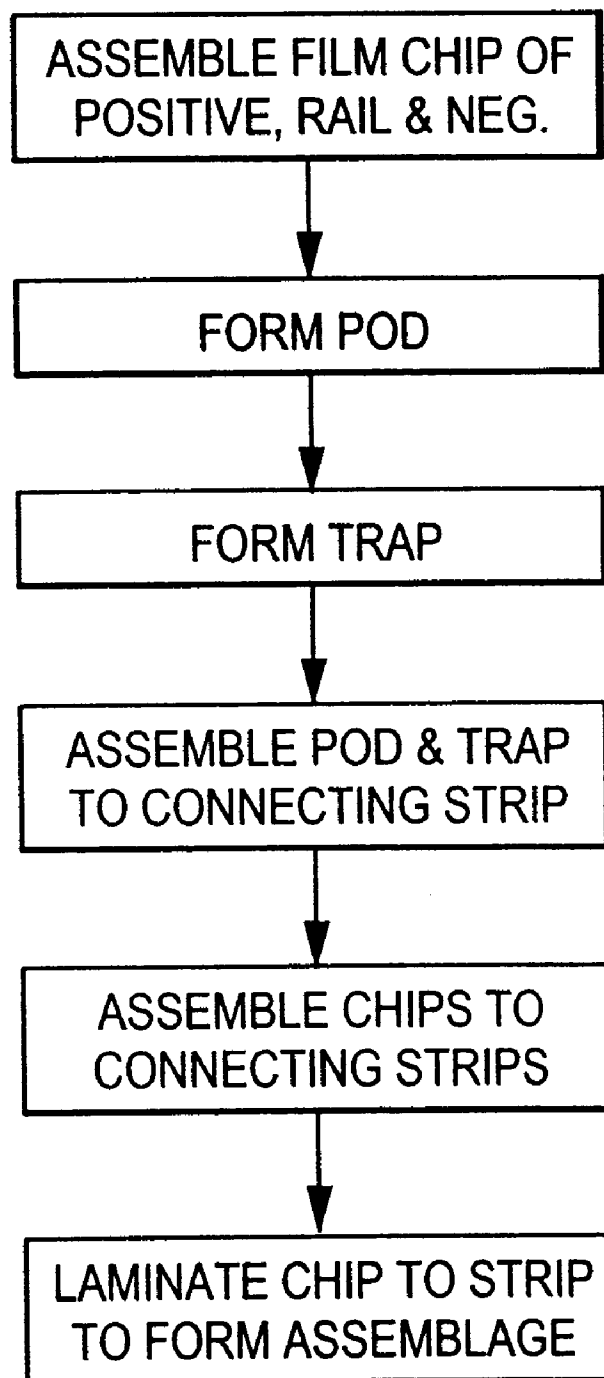 ASSEMBLE FILM CHIP OF
POSITIVE, RAIL & NEG.
FORM POD
FORM TRAP
ASSEMBLE POD & TRAP
TO CONNECTING STRIP
ASSEMBLE CHIPS TO
CONNECTING STRIPS
LAMINATE CHIP TO STRIP
TO FORM ASSEMBLAGE